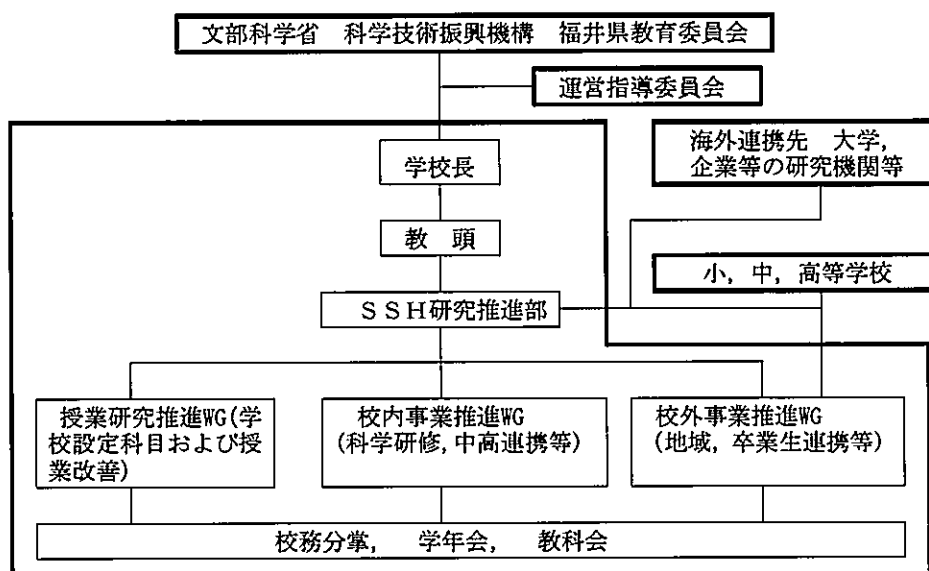 文部科学省　科学技術振興機構　福井県教育委員会
運営指導委員会
海外連携先　大学，
企業等の研究機関等
学校長
教　頭
小，中，高等学校
ＳＳＨ研究推進部
授業研究推進WG(学
校設定科目および授
業改善)
校内事業推進WG
(科学研修，中高連携等)
校外事業推進WG
(地域，卒業生連携等)
校務分掌，　学年会，　教科会